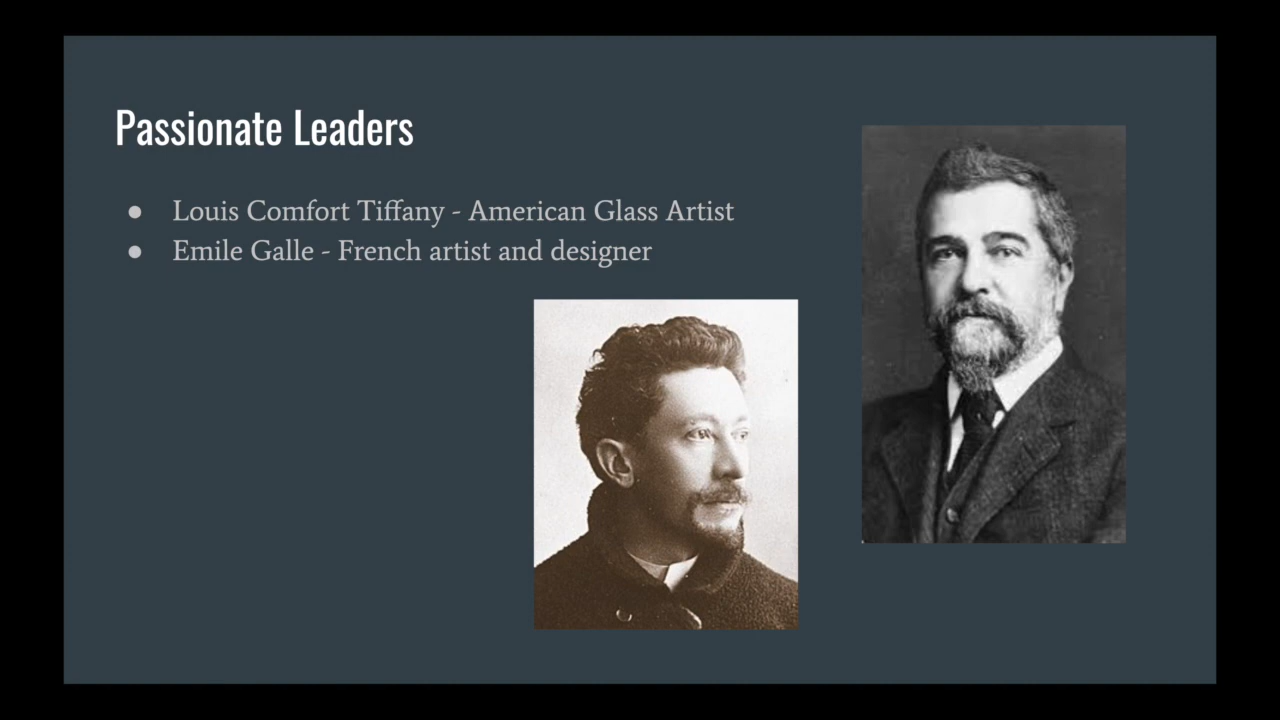 Passionate Leaders
● Louis Comfort Tiffany - American Glass Artist
● Emile Galle - French artist and designer